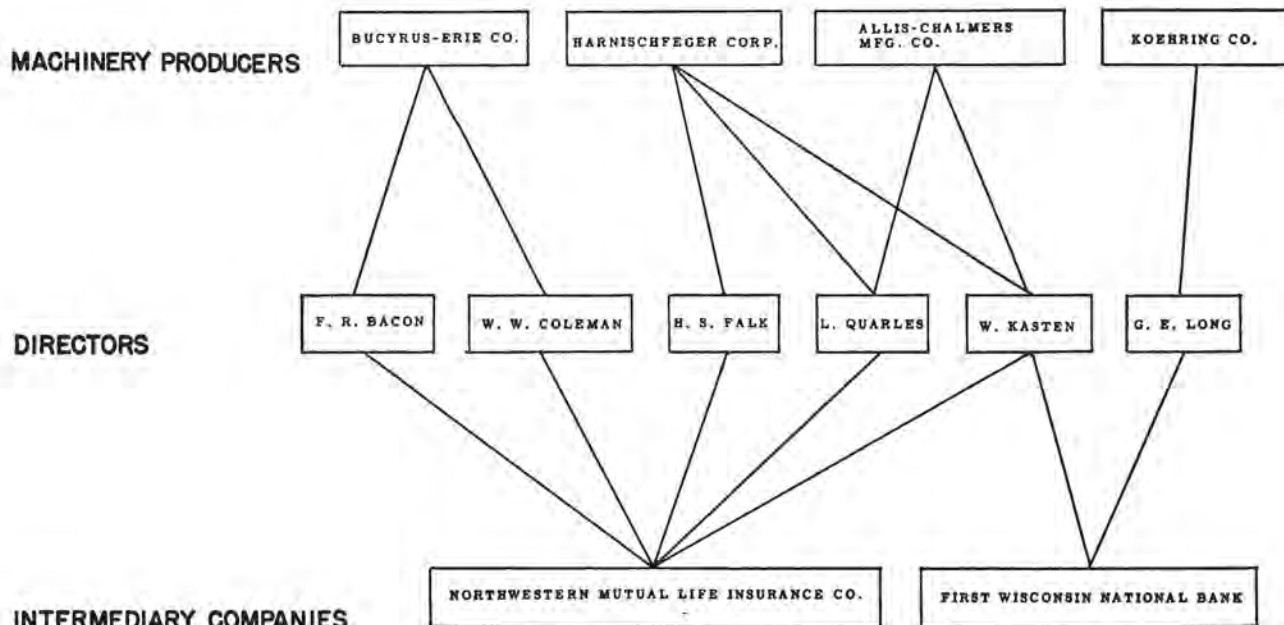 MACHINERY PRODUCERS
BUCYRUS-ERIE CO.
HARNISCHFEGER CORP.
ALLIS-CHALMERS
MFG. CO.
KOEHRING CO.
DIRECTORS
F. R. BACON
W. W. COLEMAN
H. S. FALK
L. QUARLES
W. KASTEN
G. E. LONG
INTERMEDIARY COMPANIES
NORTHWESTERN MUTUAL LIFE INSURANCE CO.
FIRST WISCONSIN NATIONAL BANK